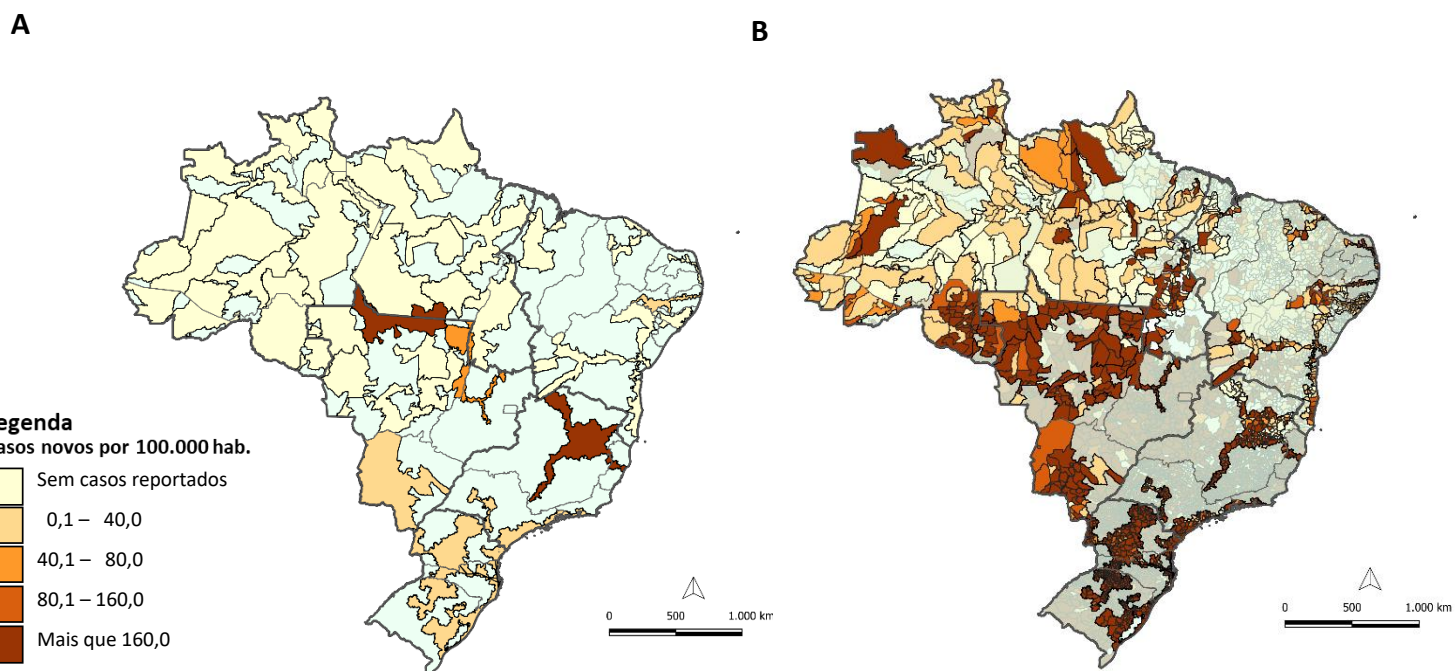 A
B
egenda
asos novos por 100.000 hab.
Sem casos reportados
0,1 – 40,0
40,1 – 80,0
80,1 – 160,0
Mais que 160,0
0 500 1.000 km
0 500 1.000 km